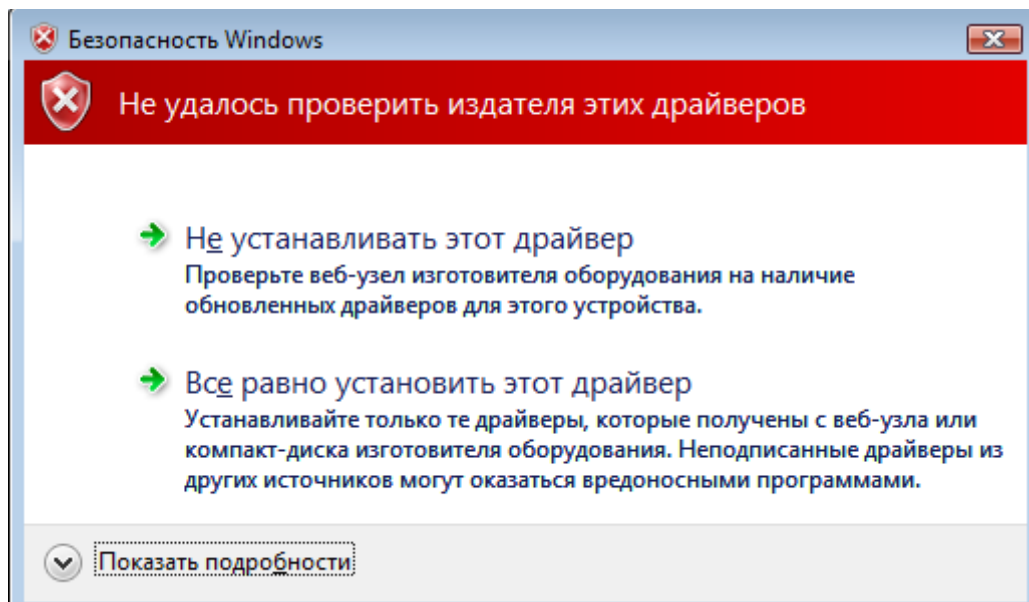 Безопасность Windows
Не удалось проверить издателя этих драйверов
Не устанавливать этот драйвер
Проверьте веб-узел изготовителя оборудования на наличие
обновленных драйверов для этого устройства.
Все равно установить этот драйвер
Устанавливайте только те драйверы, которые получены с веб-узла или
компакт-диска изготовителя оборудования. Неподписанные драйверы из
других источников могут оказаться вредоносными программами.
Показать подробности